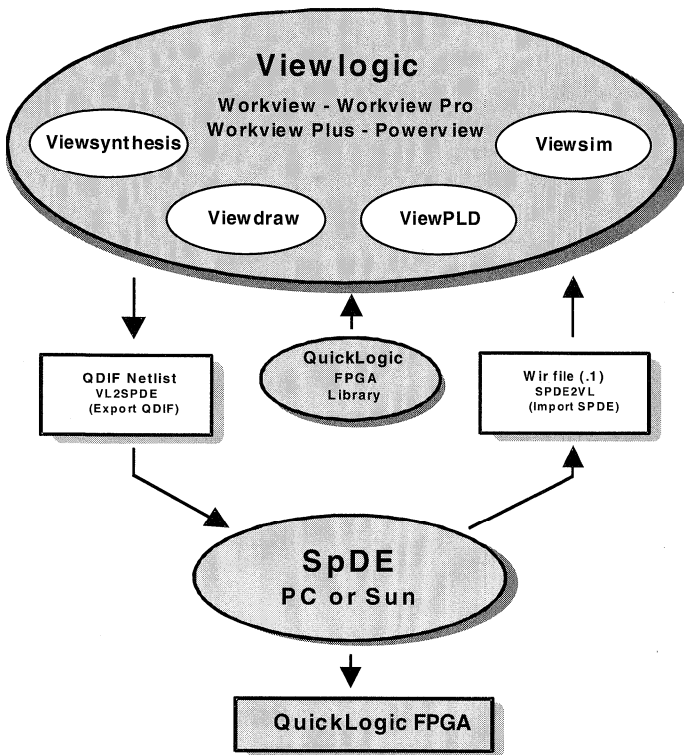 Viewlogic
Workview - Workview Pro
Workview Plus - Powerview
Viewsynthesis
Viewsim
Viewdraw
ViewPLD
QDIF Netlist
VL2SPDE
(Export QDIF)
QuickLogic
FPGA
Library
Wir file (.1)
SPDE2VL
(Import SPDE)
SpDE
PC or Sun
QuickLogic FPGA